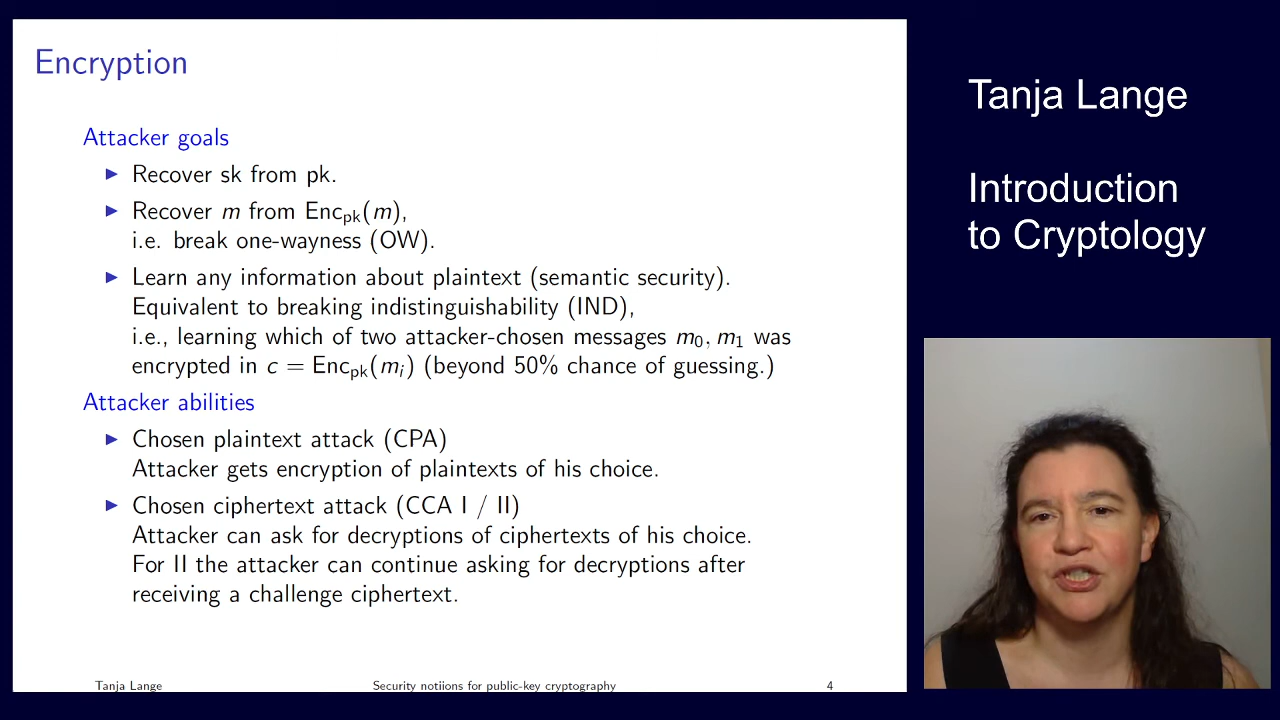 Encryption
Attacker goals
▶ Recover sk from pk.
▶ Recover m from Encpk(m),
i.e. break one-wayness (OW).
▶ Learn any information about plaintext (semantic security).
Equivalent to breaking indistinguishability (IND),
i.e., learning which of two attacker-chosen messages m0, m1 was
encrypted in c = Encpk(mi) (beyond 50% chance of guessing.)
Attacker abilities
▶ Chosen plaintext attack (CPA)
Attacker gets encryption of plaintexts of his choice.
▶ Chosen ciphertext attack (CCA I / II)
Attacker can ask for decryptions of ciphertexts of his choice.
For II the attacker can continue asking for decryptions after
receiving a challenge ciphertext.
Tanja Lange
Security notiions for public-key cryptography
4
Tanja Lange
Introduction
to Cryptology